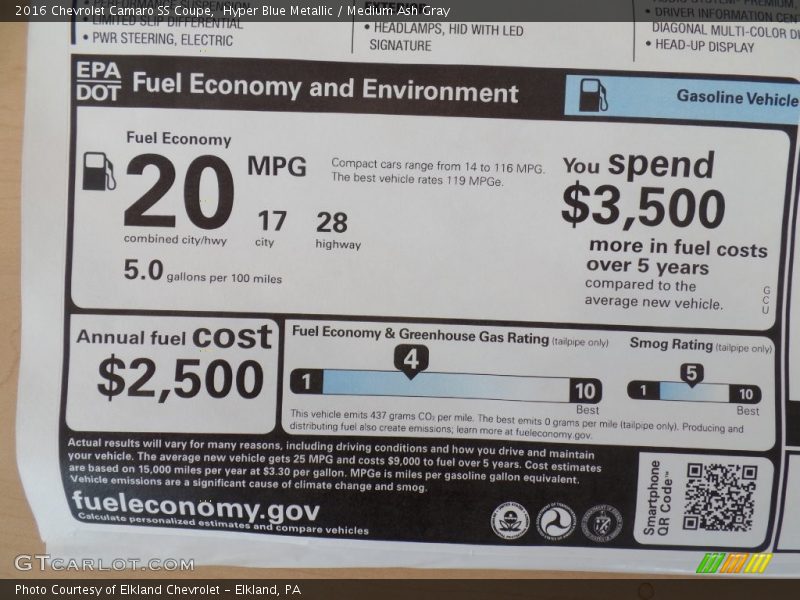 2016 Chevrolet Camaro SS Coupe,  Hyper Blue Metallic / Medium Ash Gray
• PERFORMANCE SUSPENSION
• LIMITED SLIP DIFFERENTIAL
• PWR STEERING, ELECTRIC
EXTERIOR
• HEADLAMPS, HID WITH LED
SIGNATURE
• DRIVER INFORMATION CEN
DIAGONAL MULTI-COLOR D
• HEAD-UP DISPLAY
EPA
DOT
Fuel Economy and Environment
Gasoline Vehicle
Fuel Economy
20
MPG
combined city/hwy
17
city
28
highway
5.0 gallons per 100 miles
Compact cars range from 14 to 116 MPG.
The best vehicle rates 119 MPGe.
You spend
$3,500
more in fuel costs
over 5 years
compared to the
average new vehicle.
GCU
Annual fuel cost
$2,500
Fuel Economy & Greenhouse Gas Rating (tailpipe only)
4
1
10
Best
Smog Rating (tailpipe only)
5
1
10
Best
This vehicle emits 437 grams CO₂ per mile. The best emits 0 grams per mile (tailpipe only). Producing and
distributing fuel also create emissions; learn more at fueleconomy.gov.
Actual results will vary for many reasons, including driving conditions and how you drive and maintain
your vehicle. The average new vehicle gets 25 MPG and costs $9,000 to fuel over 5 years. Cost estimates
are based on 15,000 miles per year at $3.30 per gallon. MPGe is miles per gasoline gallon equivalent.
Vehicle emissions are a significant cause of climate change and smog.
fueleconomy.gov
Calculate personalized estimates and compare vehicles
Smartphone
QR Code™
GTcarlot.com
Photo Courtesy of Elkland Chevrolet - Elkland, PA